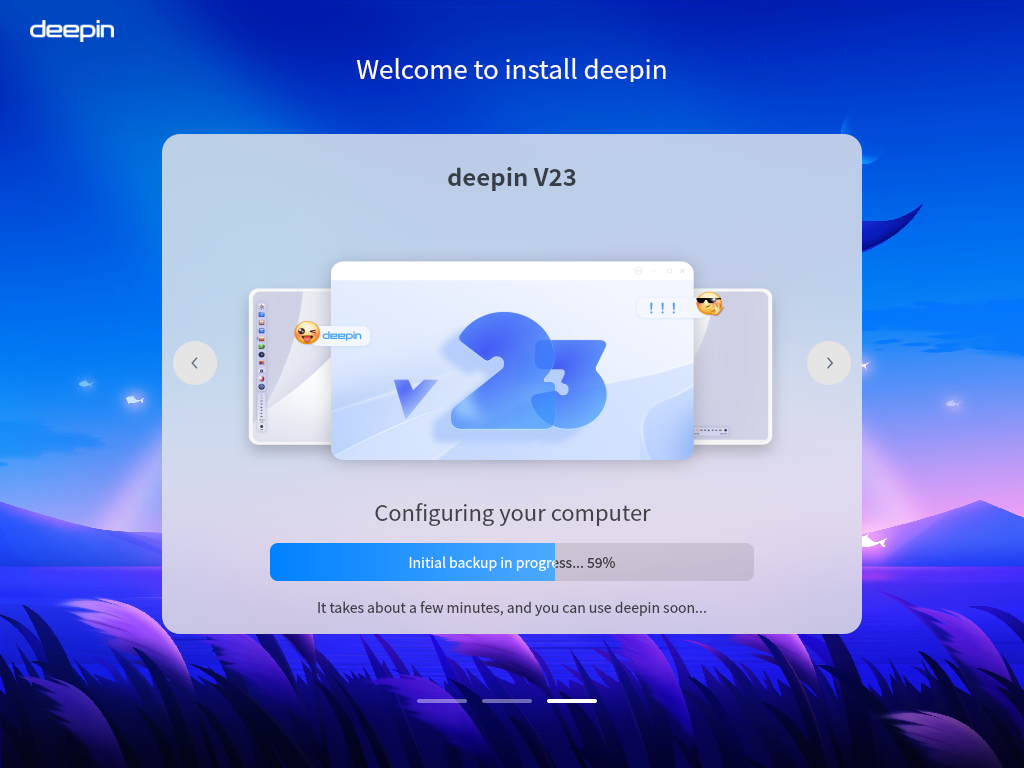 deepin
Welcome to install deepin
deepin V23
! ! !
deepin
v23
Configuring your computer
Initial backup in progress... 59%
It takes about a few minutes, and you can use deepin soon...